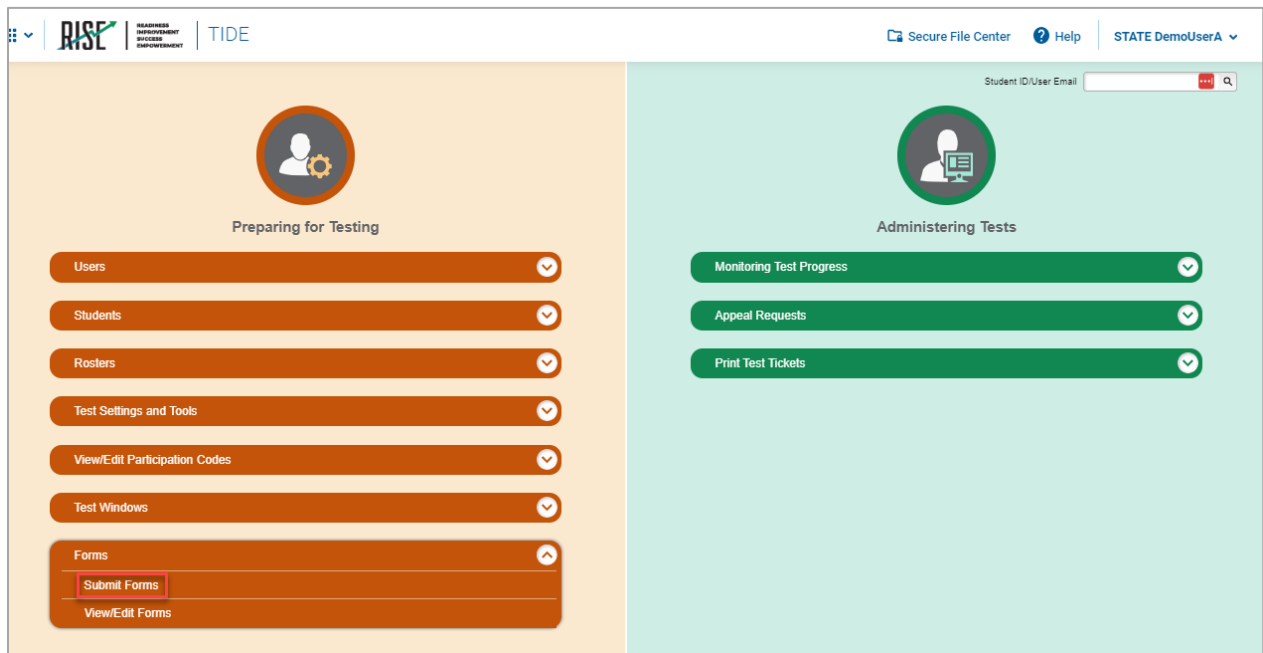 RISE
READINESS
IMPROVEMENT
SUCCESS
EMPOWERMENT
TIDE
Secure File Center
Help
STATE DemoUserA
Student ID/User Email
Preparing for Testing
Users
Students
Rosters
Test Settings and Tools
View/Edit Participation Codes
Test Windows
Forms
Submit Forms
View/Edit Forms
Administering Tests
Monitoring Test Progress
Appeal Requests
Print Test Tickets